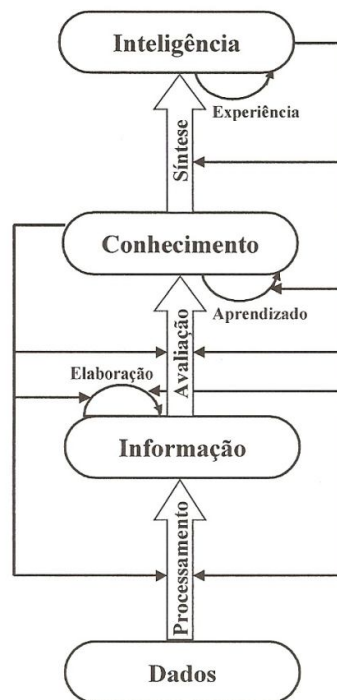 Inteligência
Experiência
Síntese
Conhecimento
Aprendizado
Avaliação
Elaboração
Informação
Processamento
Dados